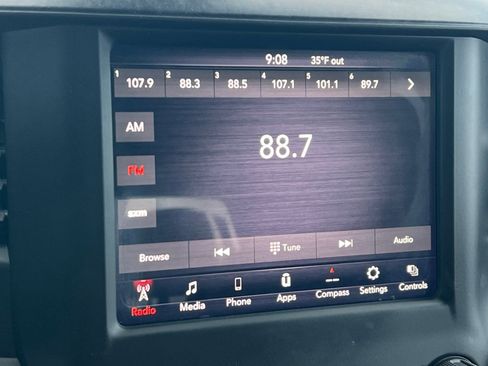 9:08 35°F out
1 107.9 2 88.3 3 88.5 4 107.1 5 101.1 6 89.7
AM
88.7
FM
sxm
Browse Tune Audio
Radio Media Phone Apps Compass Settings Controls